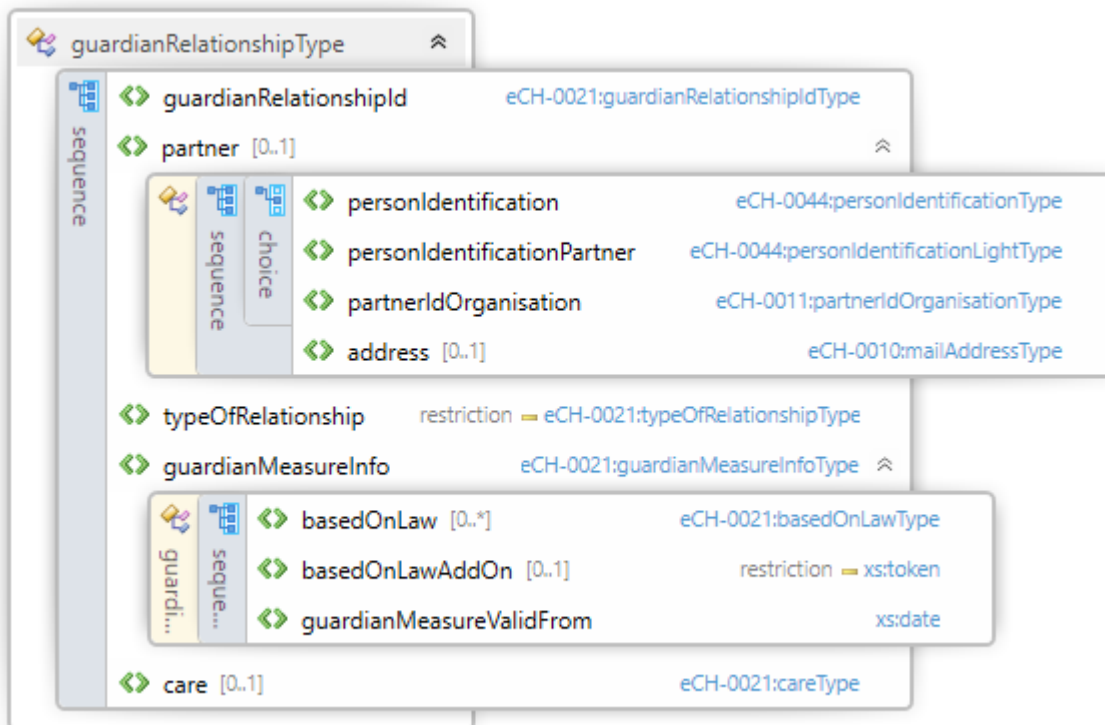 guardianRelationshipType
sequence
guardianRelationshipId eCH-0021:guardianRelationshipIdType
partner [0..1]
sequence
choice
personIdentification eCH-0044:personIdentificationType
personIdentificationPartner eCH-0044:personIdentificationLightType
partnerIdOrganisation eCH-0011:partnerIdOrganisationType
address [0..1] eCH-0010:mailAddressType
typeOfRelationship restriction eCH-0021:typeOfRelationshipType
guardianMeasureInfo eCH-0021:guardianMeasureInfoType
guardi...
seque...
basedOnLaw [0..*] eCH-0021:basedOnLawType
basedOnLawAddOn [0..1] restriction xs:token
guardianMeasureValidFrom xs:date
care [0..1] eCH-0021:careType